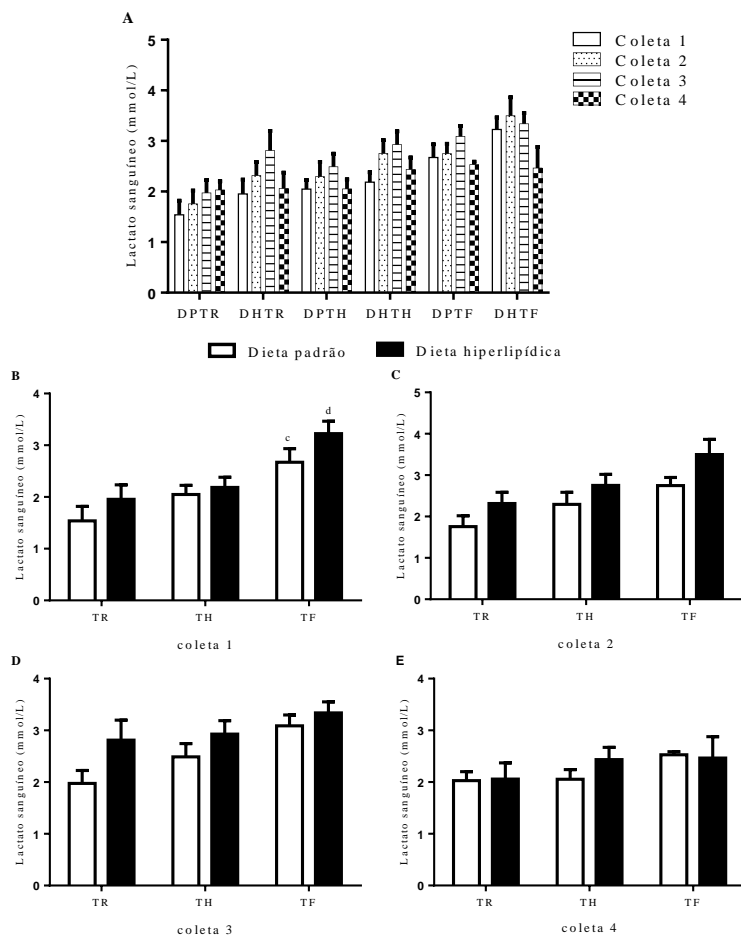 A
Lactato sanguíneo (mmol/L)
5
4
3
2
1
0
DPTR DHTR DPTH DHTH DPTF DHTF
Coleta 1
Coleta 2
Coleta 3
Coleta 4
Dieta padrão Dieta hiperlipídica
B
Lactato sanguíneo (mmol/L)
4
3
2
1
0
c
d
TR TH TF
coleta 1
C
Lactato sanguíneo (mmol/L)
5
4
3
2
1
0
TR TH TF
coleta 2
D
Lactato sanguíneo (mmol/L)
4
3
2
1
0
TR TH TF
coleta 3
E
Lactato sanguíneo (mmol/L)
4
3
2
1
0
TR TH TF
coleta 4